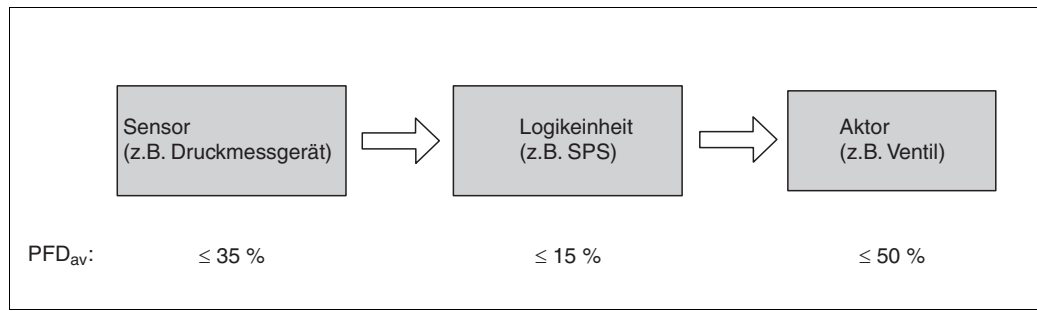 Sensor
(z.B. Druckmessgerät)
Logikeinheit
(z.B. SPS)
Aktor
(z.B. Ventil)
PFDav: ≤ 35 % ≤ 15 % ≤ 50 %